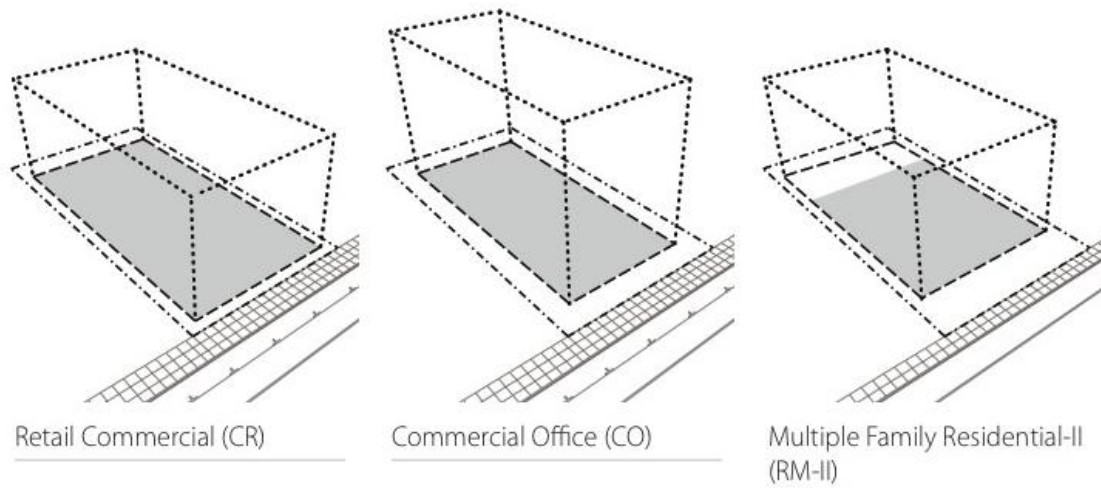 Retail Commercial (CR)
Commercial Office (CO)
Multiple Family Residential-II
(RM-II)